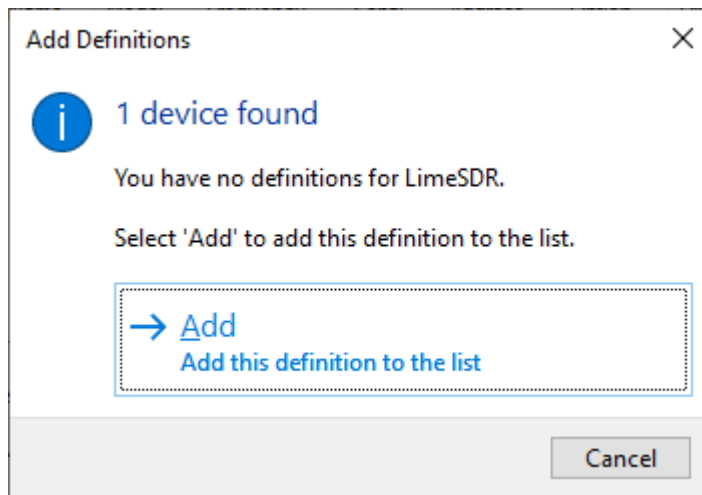 Add Definitions
1 device found
You have no definitions for LimeSDR.
Select 'Add' to add this definition to the list.
Add
Add this definition to the list
Cancel